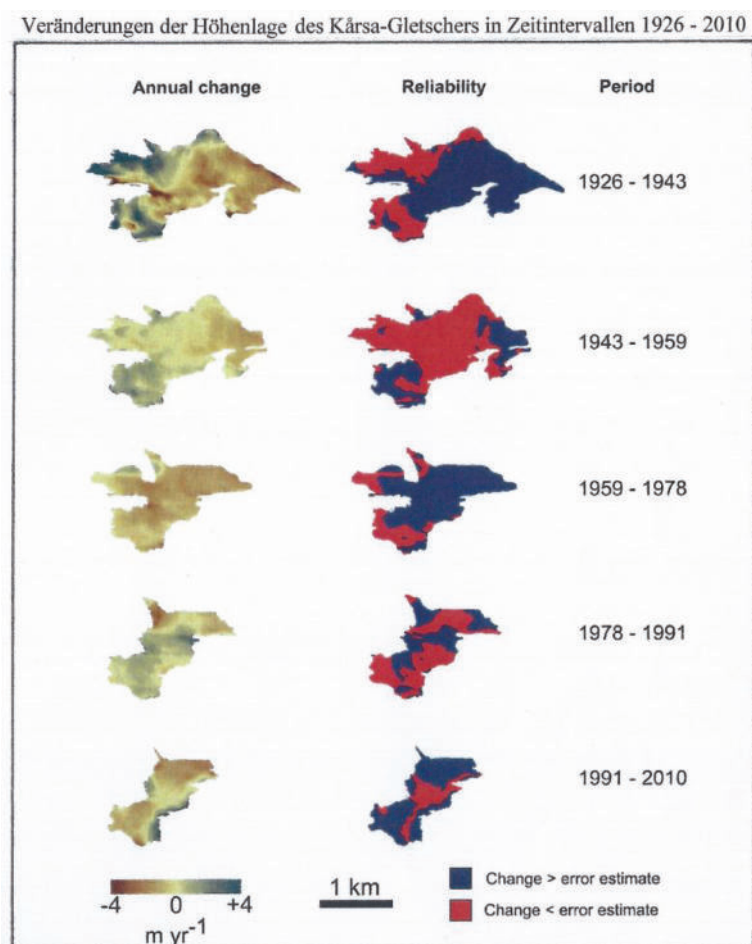 Veränderungen der Höhenlage des Kårsa-Gletschers in Zeitintervallen 1926 - 2010
Annual change Reliability Period
1926 - 1943
1943 - 1959
1959 - 1978
1978 - 1991
1991 - 2010
-4 0 +4
m yr-1
1 km
Change > error estimate
Change < error estimate